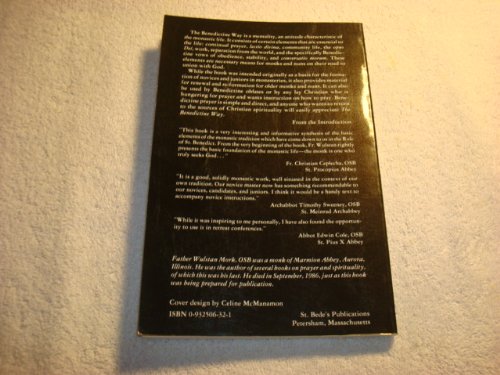 The Benedictine Way is a mentality, an attitude characteristic of
the monastic life. It consists of certain elements that are essential to
the life: continual prayer, lectio divina, community life, the opus
Dei, work, separation from the world, and the specifically Bene-
dictine vows of obedience, stability, and conversatio morum. These
elements are necessary means for monks and nuns on their road to
union with God.
While the book was intended originally as a basis for the forma-
tion of novices and juniors in monasteries, it also provides material
for renewal and re-formation for older monks and nuns. It can also
be used by Benedictine oblates or by any lay Christian who is
hungering for prayer and wants instruction on how to pray. Bene-
dictine prayer is simple and direct, and anyone who wants to return
to the sources of Christian spirituality will easily appreciate The
Benedictine Way.
From the Introduction
"This book is a very interesting and informative synthesis of the basic
elements of the monastic tradition which have come down to us in the Rule
of St. Benedict. From the very beginning of the book, Fr. Wulstan rightly
presents the basic foundation of the monastic life—the monk is one who
truly seeks God..."
Fr. Christian Ceplecha, OSB
St. Procopius Abbey
"It is a good, solidly monastic work, well situated in the context of our
own tradition. Our novice master now has something recommendable to
our novices, candidates, and juniors. I think it would be a handy text to
accompany novice instructions."
Archabbot Timothy Sweeney, OSB
St. Meinrad Archabbey
"While it was inspiring to me personally, I have also found the opportun-
ity to use it in retreat conferences."
Abbot Edwin Cole, OSB
St. Pius X Abbey
Father Wulstan Mork, OSB was a monk of Marmion Abbey, Aurora,
Illinois. He was the author of several books on prayer and spirituality,
of which this was his last. He died in September, 1986, just as this book
was being prepared for publication.
Cover design by Celine McManamon
ISBN 0-932506-32-1
St. Bede's Publications
Petersham, Massachusetts